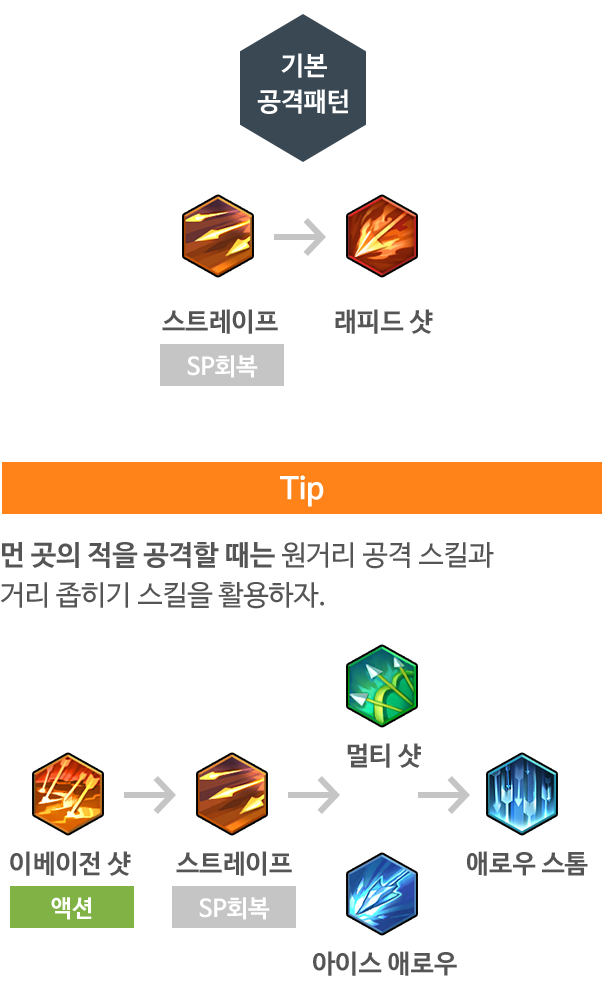 기본
공격패턴
스트레이프
래피드 샷
SP회복
Tip
먼 곳의 적을 공격할 때는 원거리 공격 스킬과
거리 좁히기 스킬을 활용하자.
멀티 샷
이베이전 샷
스트레이프
애로우 스톰
액션
SP회복
아이스 애로우